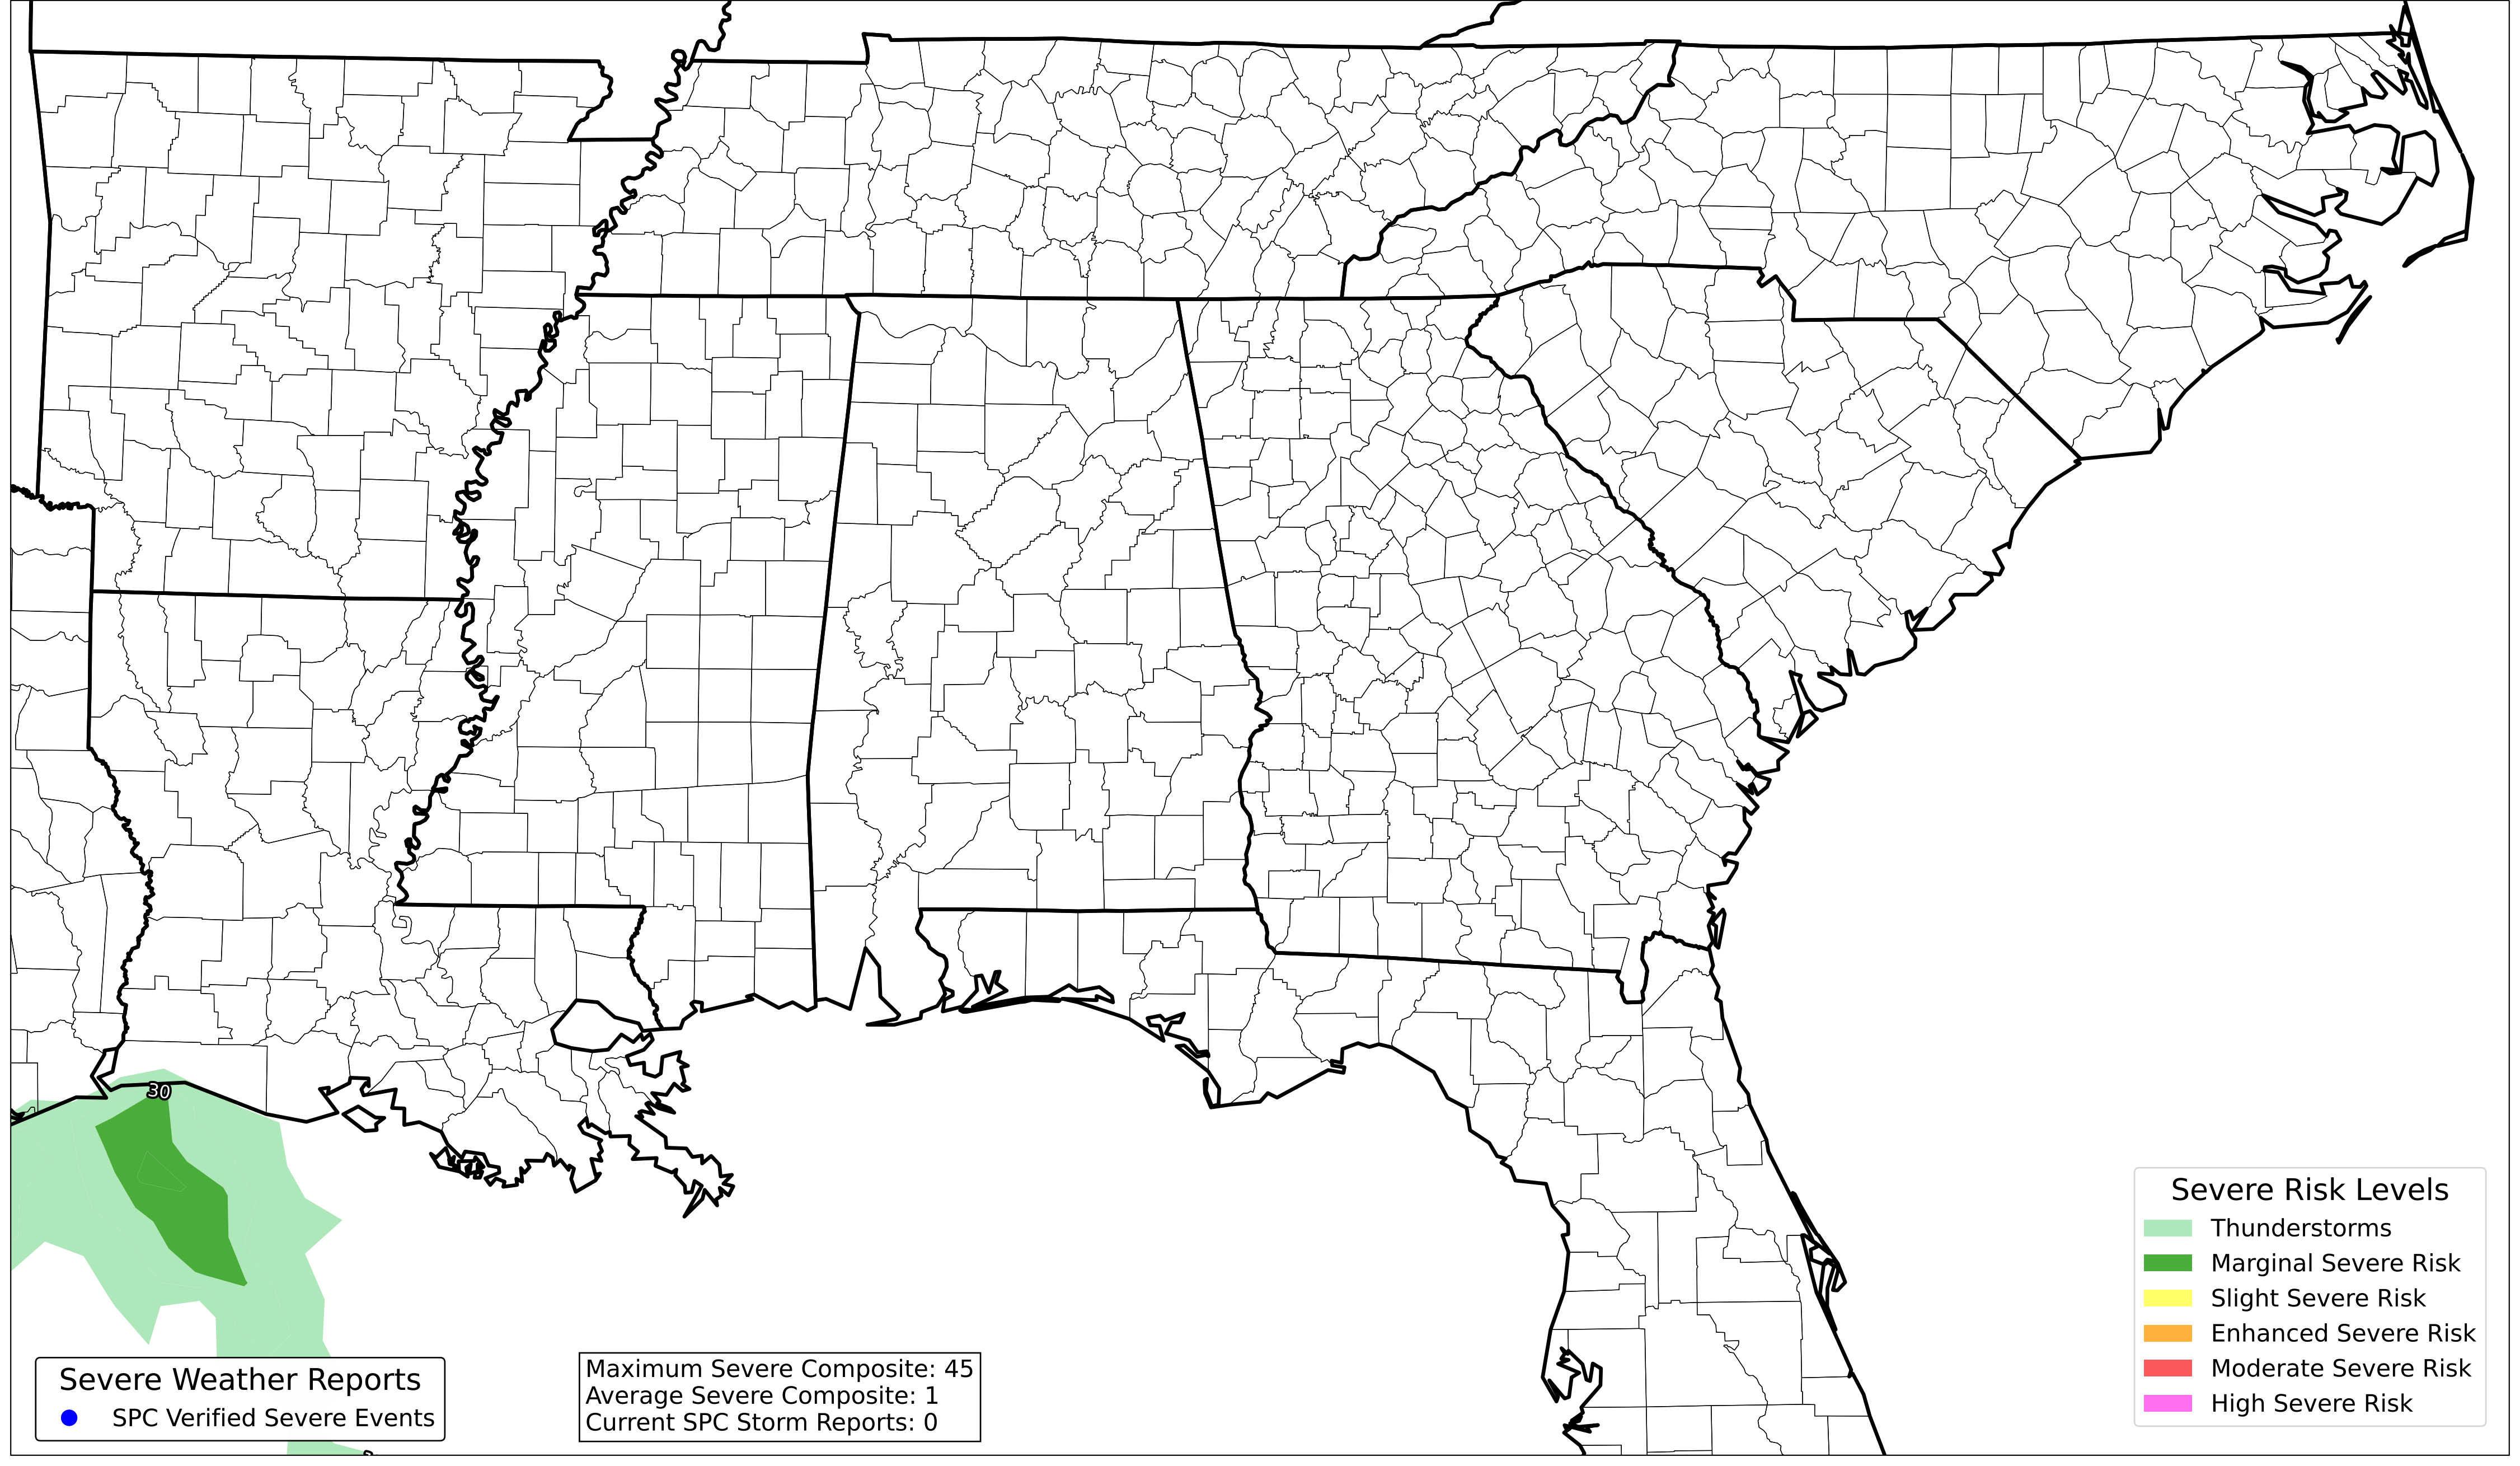 30
Severe Weather Reports
SPC Verified Severe Events
Maximum Severe Composite: 45
Average Severe Composite: 1
Current SPC Storm Reports: 0
Severe Risk Levels
Thunderstorms
Marginal Severe Risk
Slight Severe Risk
Enhanced Severe Risk
Moderate Severe Risk
High Severe Risk